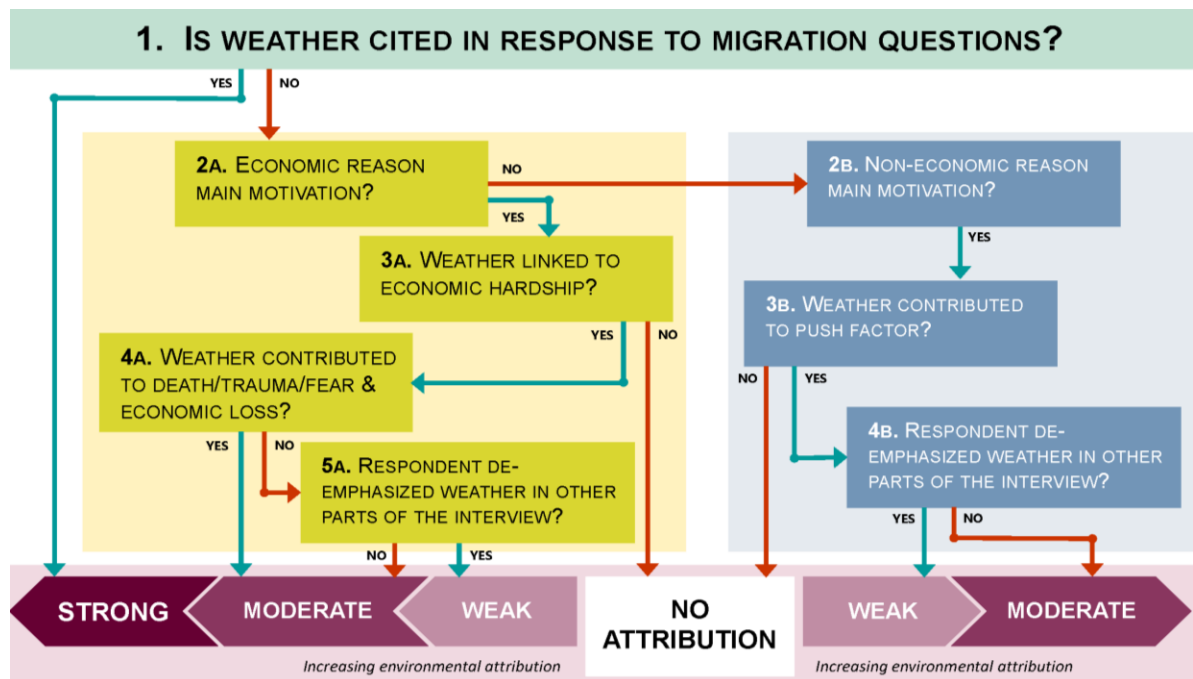 1. IS WEATHER CITED IN RESPONSE TO MIGRATION QUESTIONS?
YES
NO
2A. ECONOMIC REASON
MAIN MOTIVATION?
NO
YES
2B. NON-ECONOMIC REASON
MAIN MOTIVATION?
YES
3A. WEATHER LINKED TO
ECONOMIC HARDSHIP?
YES
NO
3B. WEATHER CONTRIBUTED
TO PUSH FACTOR?
NO
YES
4A. WEATHER CONTRIBUTED
TO DEATH/TRAUMA/FEAR &
ECONOMIC LOSS?
YES
NO
4B. RESPONDENT DE-
EMPHASIZED WEATHER IN OTHER
PARTS OF THE INTERVIEW?
YES
NO
5A. RESPONDENT DE-
EMPHASIZED WEATHER IN OTHER
PARTS OF THE INTERVIEW?
NO
YES
STRONG
MODERATE
WEAK
NO
ATTRIBUTION
WEAK
MODERATE
Increasing environmental attribution
Increasing environmental attribution